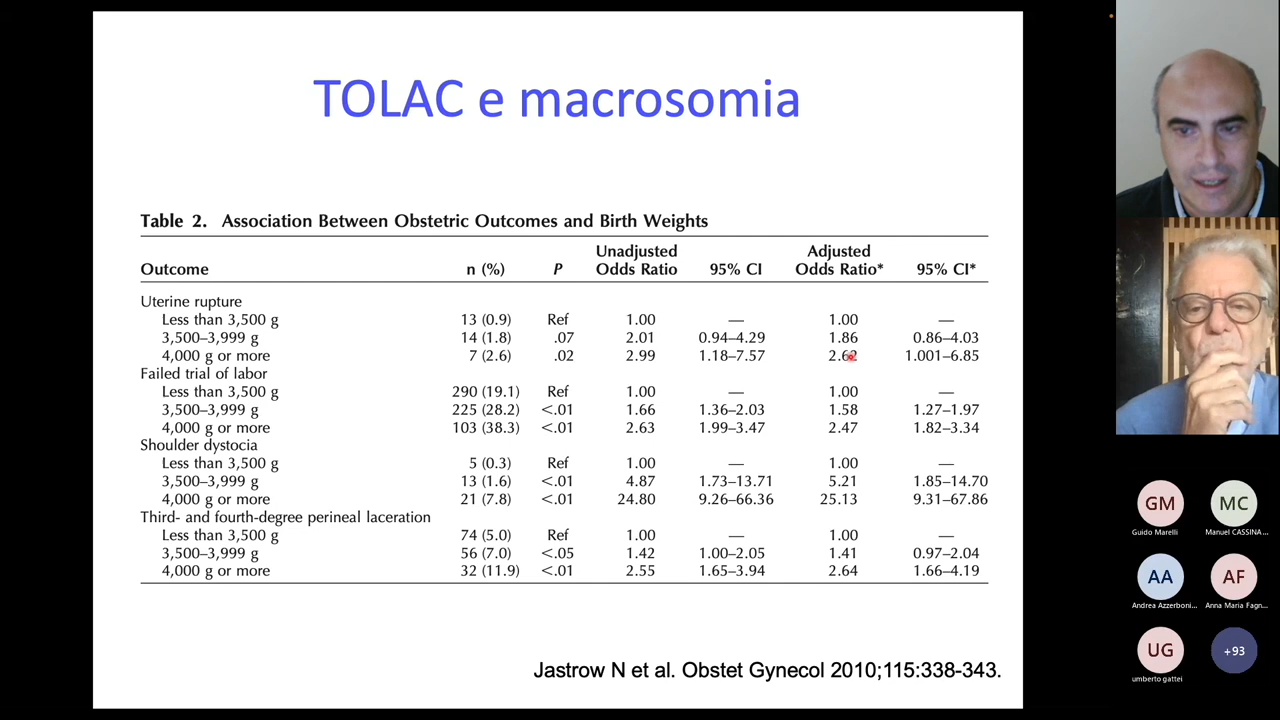 TOLAC e macrosomia
Table 2. Association Between Obstetric Outcomes and Birth Weights
Outcome n (%) P Unadjusted Odds Ratio 95% CI Adjusted Odds Ratio* 95% CI*
Uterine rupture
Less than 3,500 g 13 (0.9) Ref 1.00 — 1.00 —
3,500–3,999 g 14 (1.8) .07 2.01 0.94–4.29 1.86 0.86–4.03
4,000 g or more 7 (2.6) .02 2.99 1.18–7.57 2.62 1.001–6.85
Failed trial of labor
Less than 3,500 g 290 (19.1) Ref 1.00 — 1.00 —
3,500–3,999 g 225 (28.2) <.01 1.66 1.36–2.03 1.58 1.27–1.97
4,000 g or more 103 (38.3) <.01 2.63 1.99–3.47 2.47 1.82–3.34
Shoulder dystocia
Less than 3,500 g 5 (0.3) Ref 1.00 — 1.00 —
3,500–3,999 g 13 (1.6) <.01 4.87 1.73–13.71 5.21 1.85–14.70
4,000 g or more 21 (7.8) <.01 24.80 9.26–66.36 25.13 9.31–67.86
Third- and fourth-degree perineal laceration
Less than 3,500 g 74 (5.0) Ref 1.00 — 1.00 —
3,500–3,999 g 56 (7.0) <.05 1.42 1.00–2.05 1.41 0.97–2.04
4,000 g or more 32 (11.9) <.01 2.55 1.65–3.94 2.64 1.66–4.19
Jastrow N et al. Obstet Gynecol 2010;115:338-343.
GM MC
Guido Marelli Manuel CASSINA...
AA AF
Andrea Azzerboni... Anna Maria Fagn...
UG +93
umberto gattei